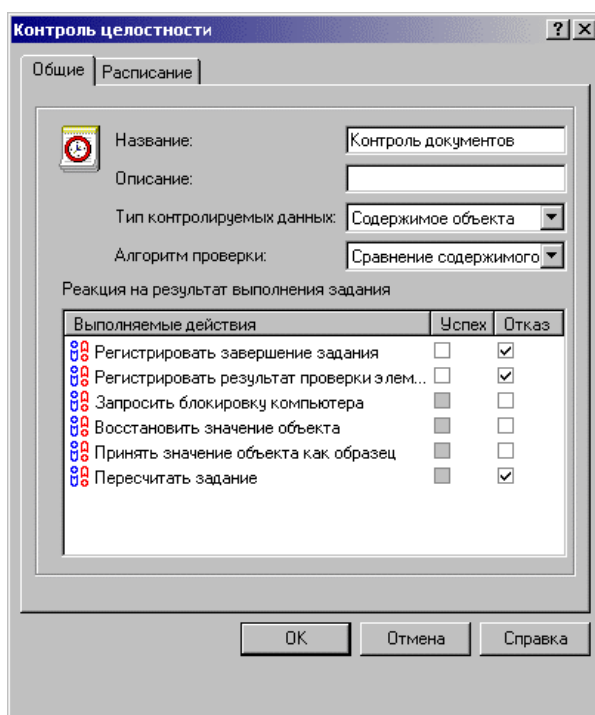 Контроль целостности
Общие Расписание
Название: Контроль документов
Описание:
Тип контролируемых данных: Содержимое объекта
Алгоритм проверки: Сравнение содержимого
Реакция на результат выполнения задания
Выполняемые действия Успех Отказ
Регистрировать завершение задания
Регистрировать результат проверки элем...
Запросить блокировку компьютера
Восстановить значение объекта
Принять значение объекта как образец
Пересчитать задание
OK Отмена Справка